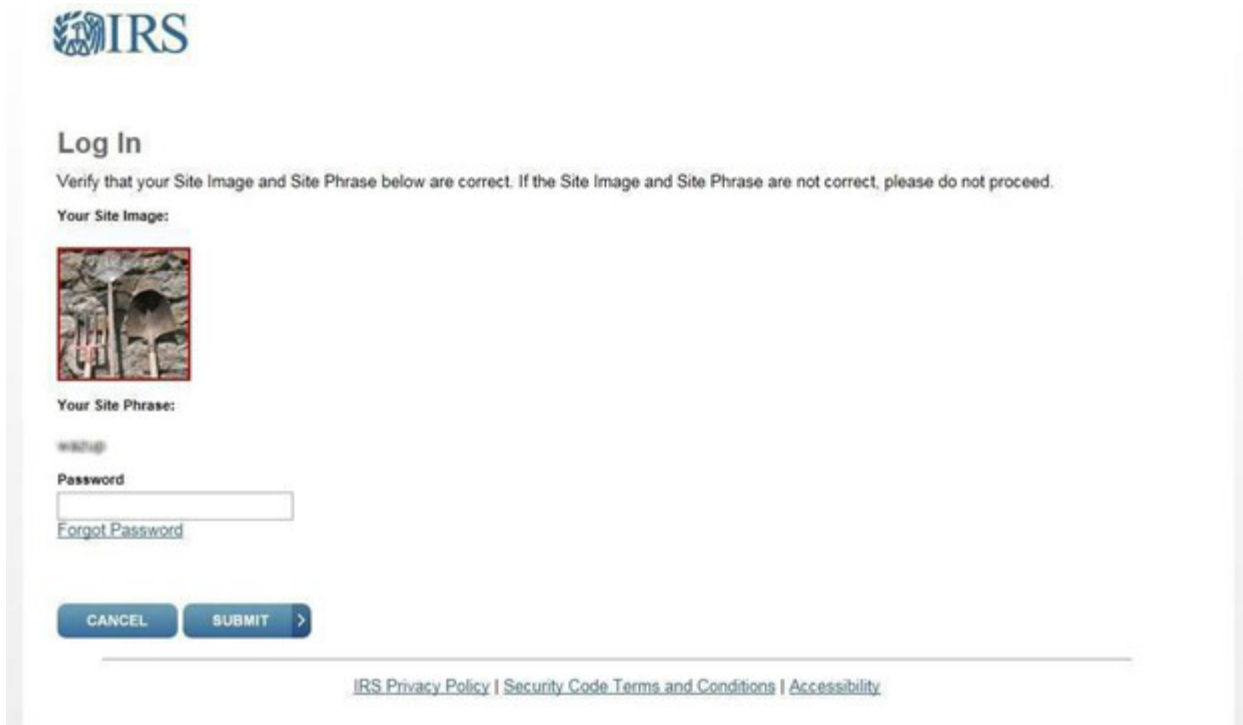 IRS
Log In
Verify that your Site Image and Site Phrase below are correct. If the Site Image and Site Phrase are not correct, please do not proceed.
Your Site Image:
Your Site Phrase:
Password
Forgot Password
CANCEL SUBMIT >
IRS Privacy Policy | Security Code Terms and Conditions | Accessibility